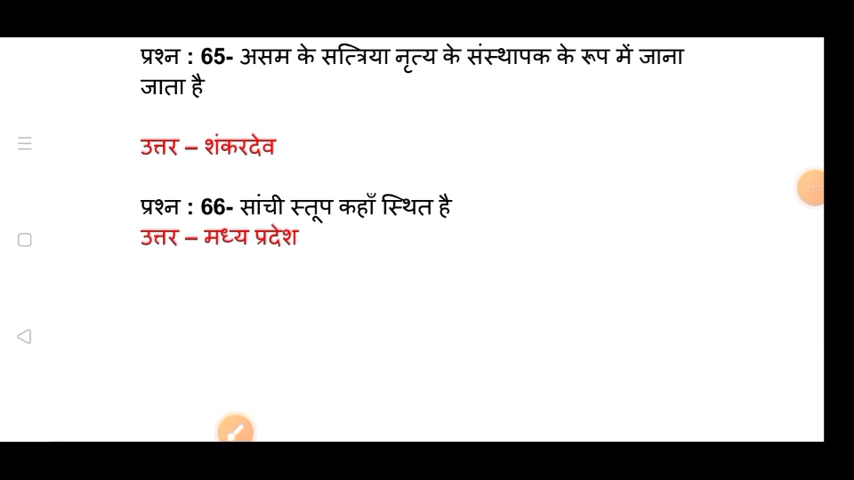 प्रश्न : 65- असम के सत्त्रिया नृत्य के संस्थापक के रूप में जाना
जाता है
उत्तर – शंकरदेव
प्रश्न : 66- सांची स्तूप कहाँ स्थित है
उत्तर – मध्य प्रदेश